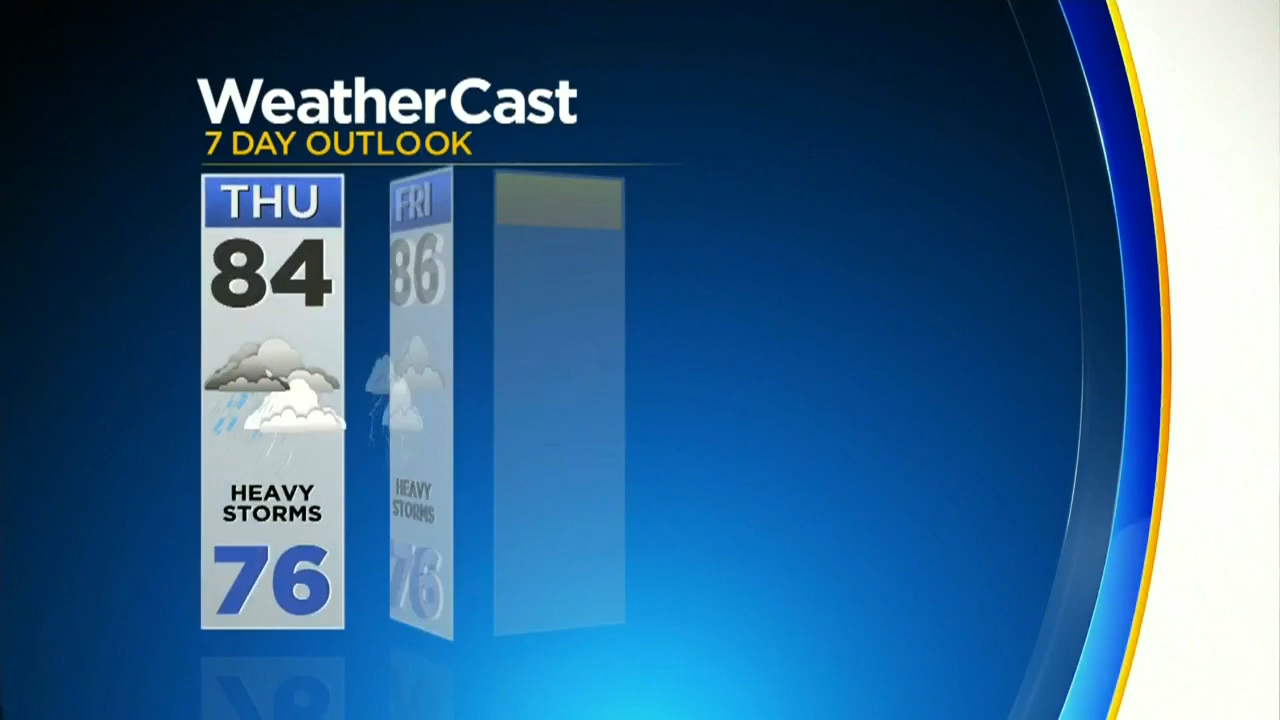 WeatherCast
7 DAY OUTLOOK
THU
84
HEAVY
STORMS
76
FRI
86
HEAVY
STORMS
76